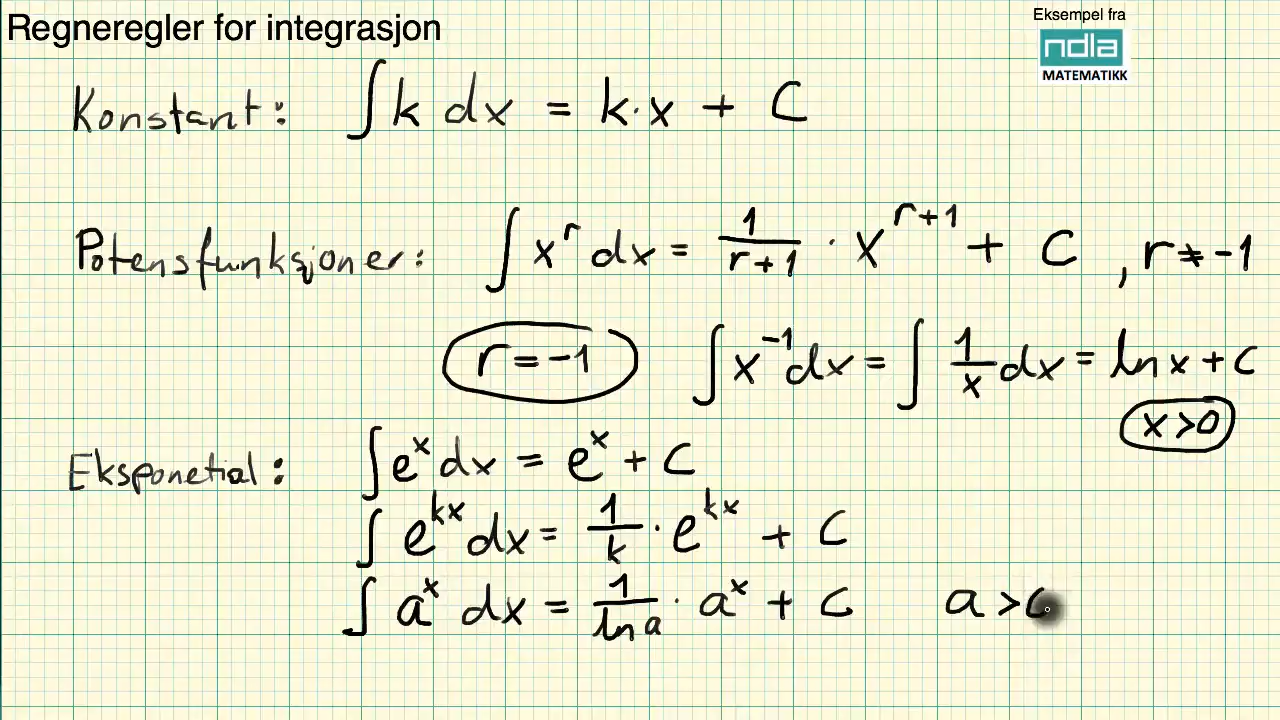 Regneregler for integrasjon
Eksempel fra
ndla
MATEMATIKK
Konstant: ∫k dx = k·x + C
Potensfunksjoner: ∫x^r dx = 1/(r+1) · x^(r+1) + C , r ≠ -1
r = -1 ∫x^(-1) dx = ∫ 1/x dx = ln x + C
x > 0
Eksponetial: ∫e^x dx = e^x + C
∫e^(kx) dx = 1/k · e^(kx) + C
∫a^x dx = 1/(ln a) · a^x + C a >